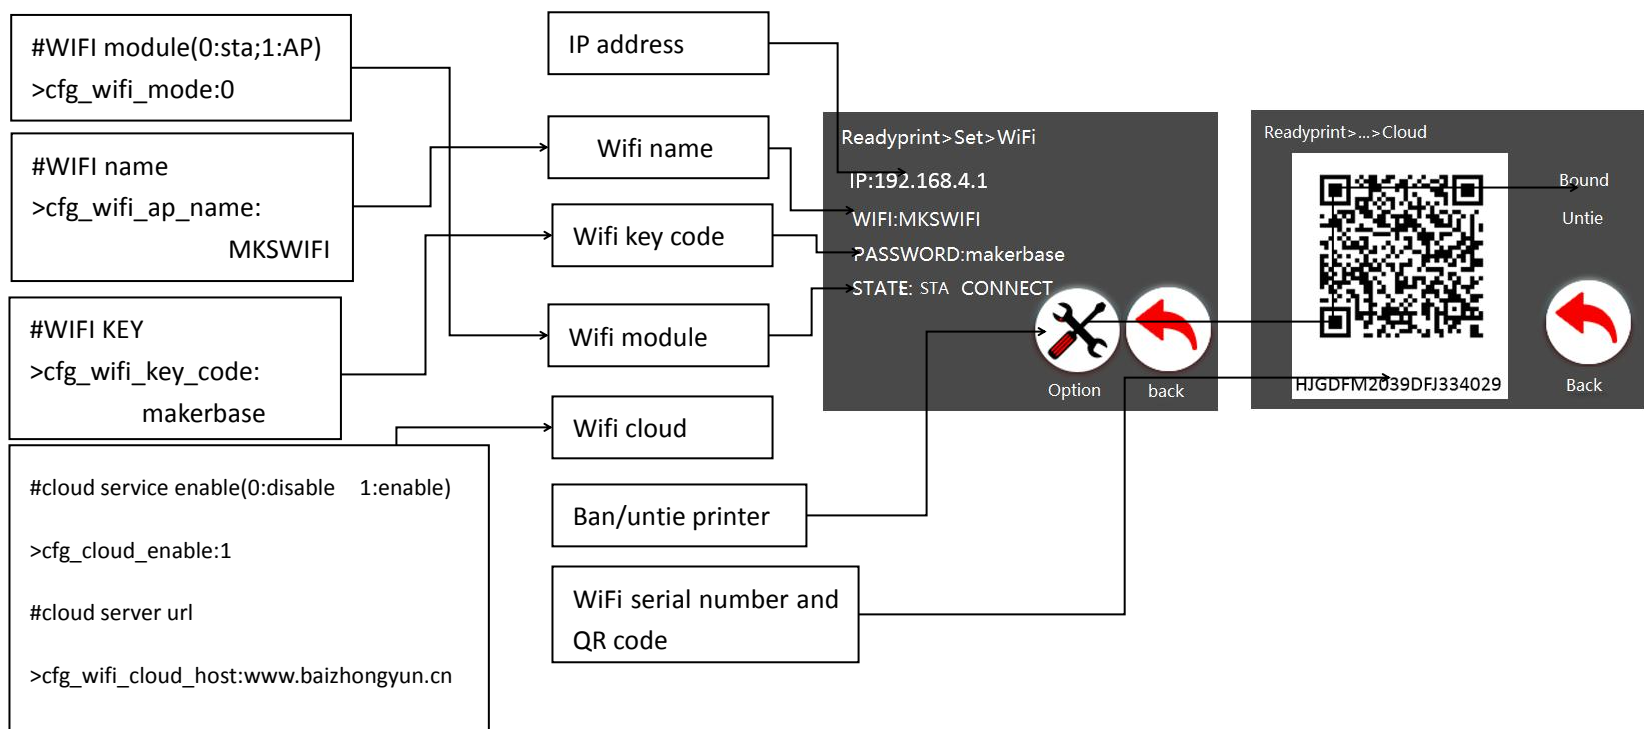 #WIFI module(0:sta;1:AP)
>cfg_wifi_mode:0
#WIFI name
>cfg_wifi_ap_name:
MKSWIFI
#WIFI KEY
>cfg_wifi_key_code:
makerbase
#cloud service enable(0:disable 1:enable)
>cfg_cloud_enable:1
#cloud server url
>cfg_wifi_cloud_host:www.baizhongyun.cn
IP address
Wifi name
Wifi key code
Wifi module
Wifi cloud
Ban/untie printer
WiFi serial number and
QR code
Readyprint>Set>WiFi
IP:192.168.4.1
WIFI:MKSWIFI
PASSWORD:makerbase
STATE: STA CONNECT
Option
back
Readyprint>...>Cloud
Bound
Untie
HJGDFM2039DFJ334029
Back